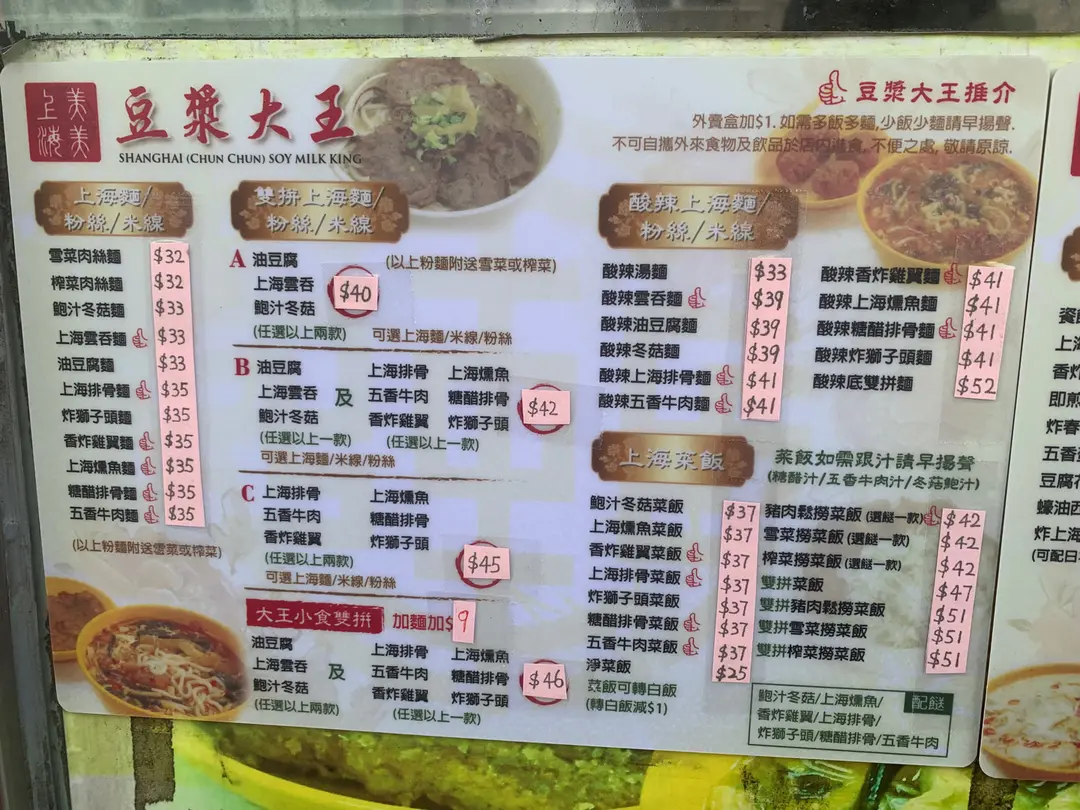 上海
美美
豆漿大王
SHANGHAI (CHUN CHUN) SOY MILK KING
豆漿大王推介
外賣盒加$1. 如需多飯多麵,少飯少麵請早揚聲.
不可自攜外來食物及飲品於店內進食, 不便之處, 敬請原諒.
上海麵/
粉絲/米線
雪菜肉絲麵 $32
榨菜肉絲麵 $32
鮑汁冬菇麵 $33
上海雲吞麵 $33
油豆腐麵 $33
上海排骨麵 $35
炸獅子頭麵 $35
香炸雞翼麵 $35
上海燻魚麵 $35
糖醋排骨麵 $35
五香牛肉麵 $35
(以上粉麵附送雪菜或榨菜)
雙拼上海麵/
粉絲/米線
(以上粉麵附送雪菜或榨菜)
A 油豆腐
上海雲吞 $40
鮑汁冬菇
(任選以上兩款) 可選上海麵/米線/粉絲
B 油豆腐 上海排骨 上海燻魚
上海雲吞 及 五香牛肉 糖醋排骨 $42
鮑汁冬菇 香炸雞翼 炸獅子頭
(任選以上一款) (任選以上一款)
可選上海麵/米線/粉絲
C 上海排骨 上海燻魚
五香牛肉 糖醋排骨
香炸雞翼 炸獅子頭
(任選以上兩款) $45
可選上海麵/米線/粉絲
大王小食雙拼 加麵加$9
油豆腐 上海排骨 上海燻魚
上海雲吞 及 五香牛肉 糖醋排骨 $46
鮑汁冬菇 香炸雞翼 炸獅子頭
(任選以上兩款) (任選以上一款)
酸辣上海麵/
粉絲/米線
酸辣湯麵 $33
酸辣雲吞麵 $39
酸辣油豆腐麵 $39
酸辣冬菇麵 $39
酸辣上海排骨麵 $41
酸辣五香牛肉麵 $41
酸辣香炸雞翼麵 $41
酸辣上海燻魚麵 $41
酸辣糖醋排骨麵 $41
酸辣炸獅子頭麵 $41
酸辣底雙拼麵 $52
上海菜飯
菜飯如需跟汁請早揚聲
(糖醋汁/五香牛肉汁/冬菇鮑汁)
鮑汁冬菇菜飯 $37
上海燻魚菜飯 $37
香炸雞翼菜飯 $37
上海排骨菜飯 $37
炸獅子頭菜飯 $37
糖醋排骨菜飯 $37
五香牛肉菜飯 $37
淨菜飯 $25
菜飯可轉白飯
(轉白飯減$1)
豬肉鬆撈菜飯 (選餸一款) $42
雪菜撈菜飯 (選餸一款) $42
榨菜撈菜飯 (選餸一款) $42
雙拼菜飯 $47
雙拼豬肉鬆撈菜飯 $51
雙拼雪菜撈菜飯 $51
雙拼榨菜撈菜飯 $51
配餸
鮑汁冬菇/上海燻魚/
香炸雞翼/上海排骨/
炸獅子頭/糖醋排骨/五香牛肉
上海
香炸
即煎
炸春
五香
豆腐
蠔油西
炸上海
(可配日